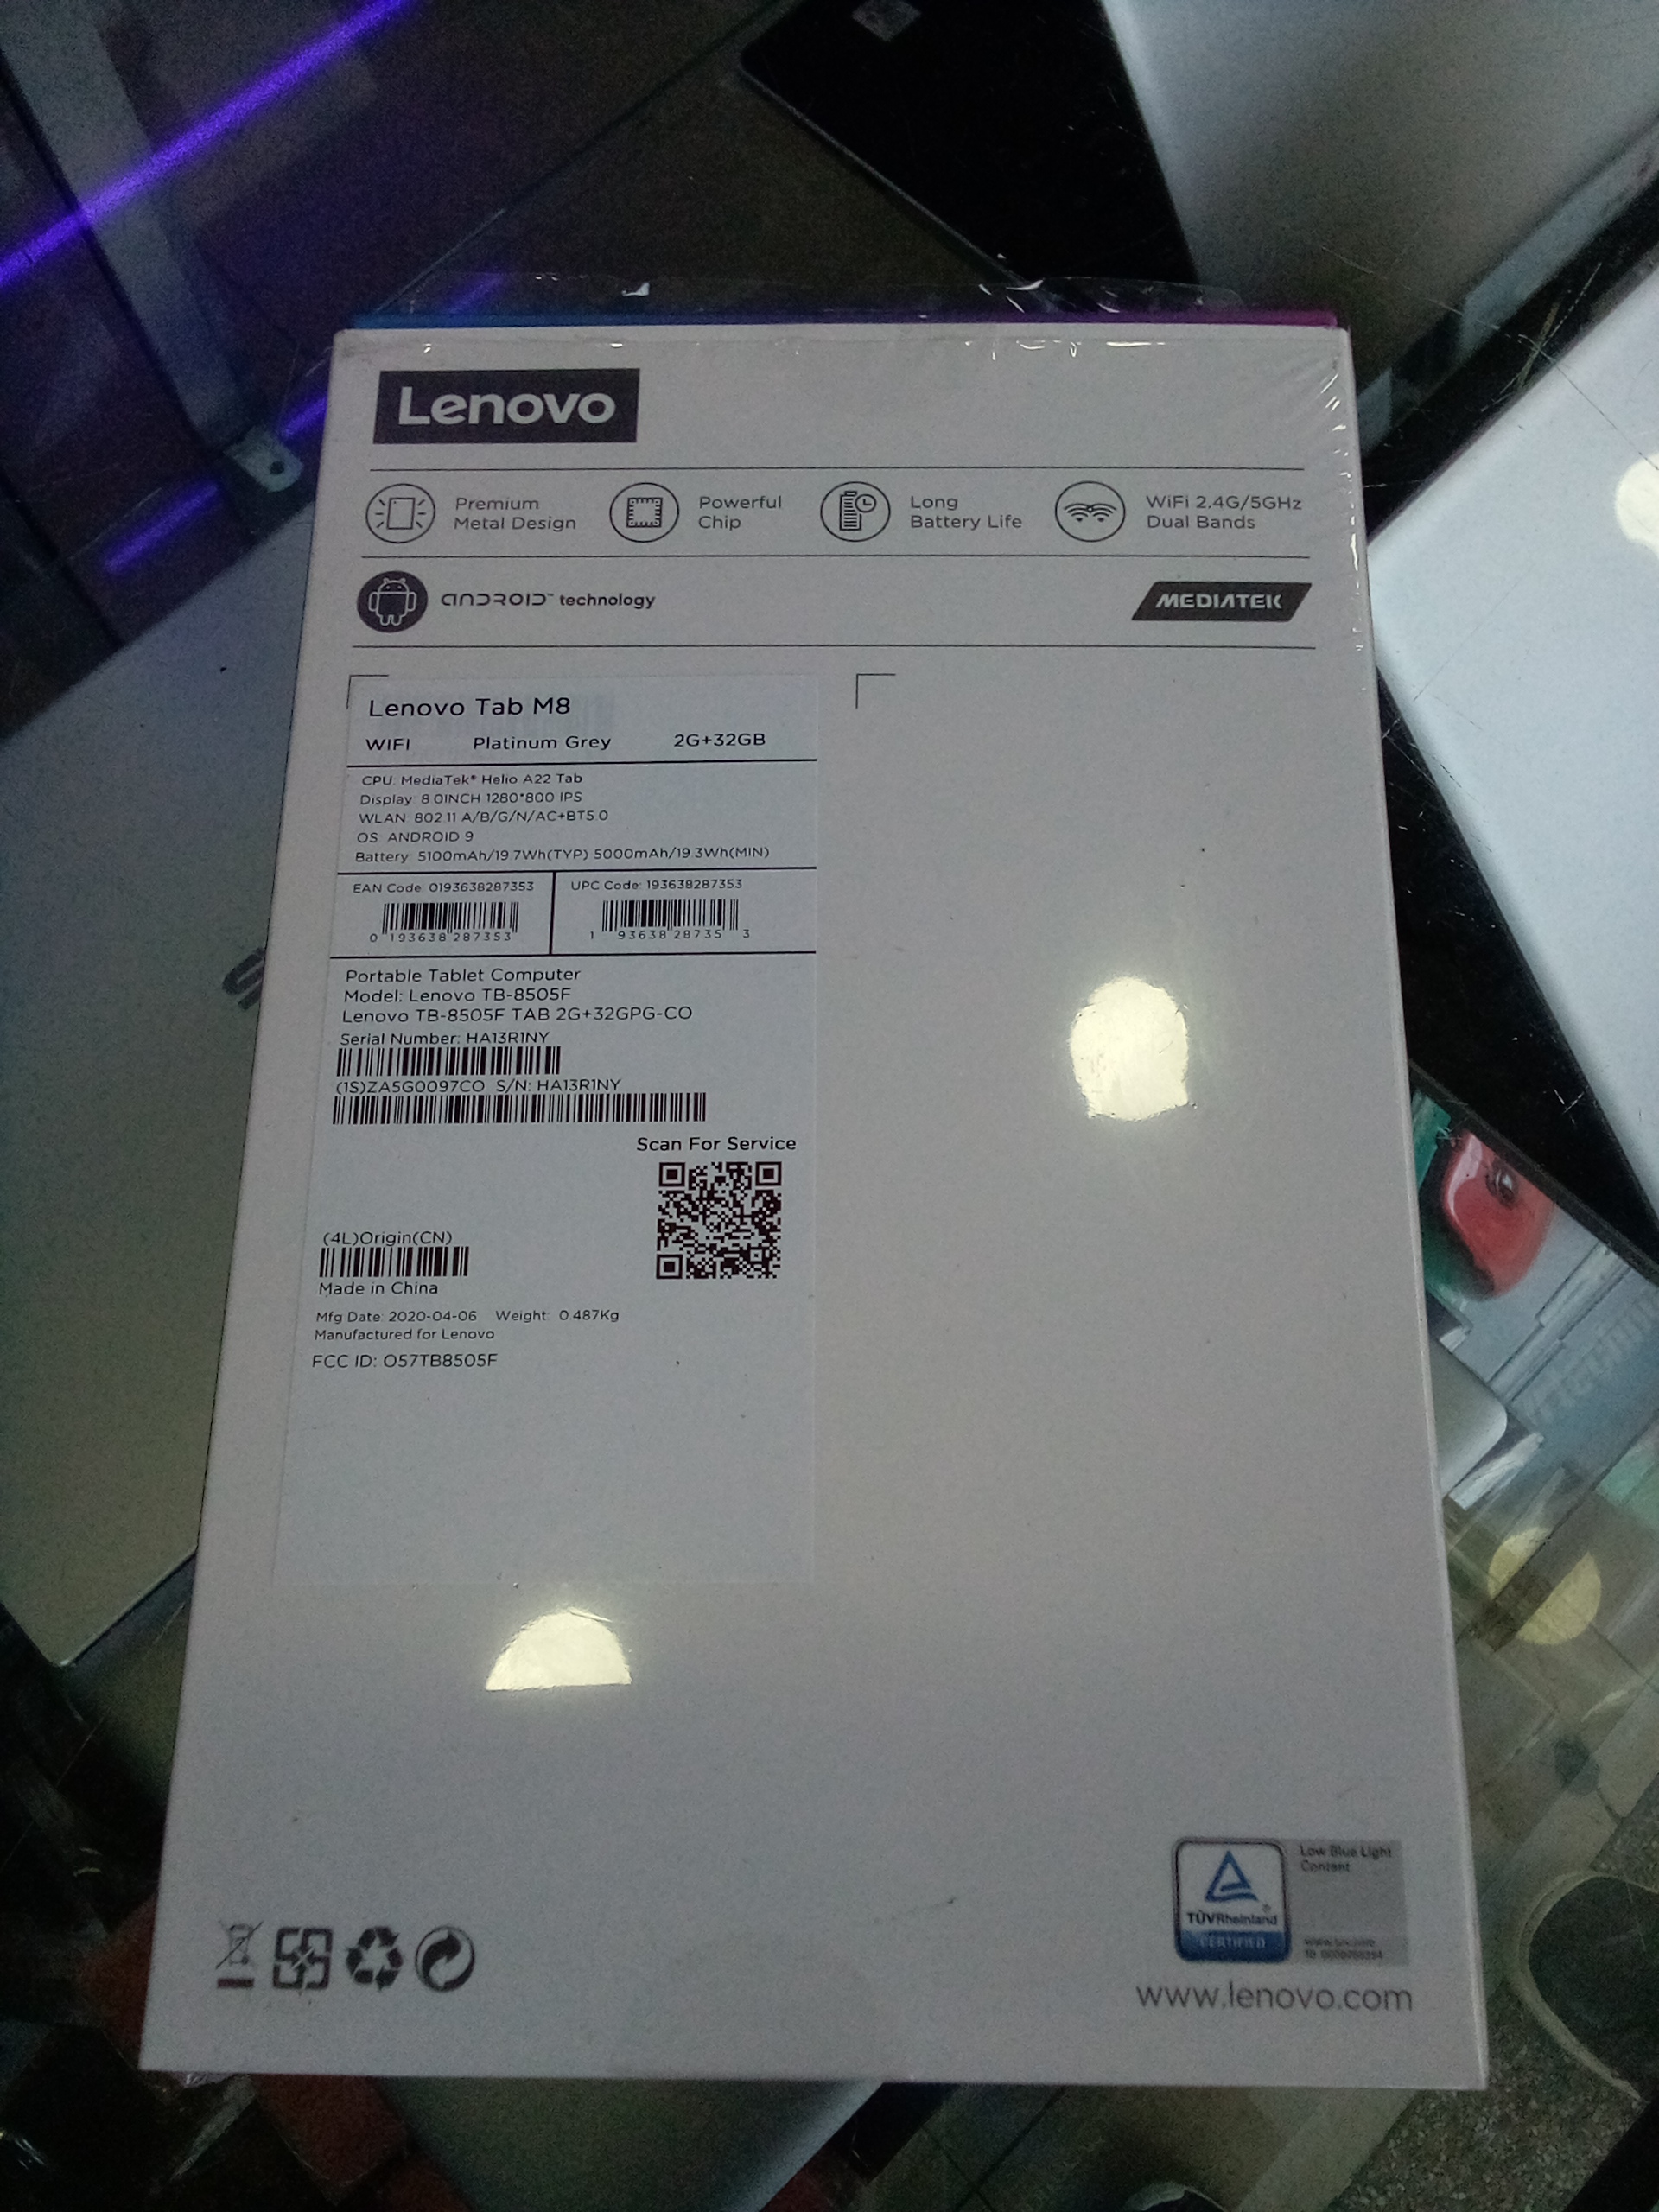 Lenovo
Premium
Metal Design
Powerful
Chip
Long
Battery Life
WiFi 2.4G/5GHz
Dual Bands
ANDROID™ technology
MEDIATEK
Lenovo Tab M8
WIFI Platinum Grey 2G+32GB
CPU: MediaTek® Helio A22 Tab
Display: 8.0INCH 1280*800 IPS
WLAN: 802.11 A/B/G/N/AC+BT5.0
OS: ANDROID 9
Battery: 5100mAh/19.7Wh(TYP) 5000mAh/19.3Wh(MIN)
EAN Code: 0193638287353
0 193638 287353
UPC Code: 193638287353
1 93638 28735 3
Portable Tablet Computer
Model: Lenovo TB-8505F
Lenovo TB-8505F TAB 2G+32GPG-CO
Serial Number: HA13R1NY
(1S)ZA5G0097CO S/N: HA13R1NY
Scan For Service
(4L)Origin(CN)
Made in China
Mfg Date: 2020-04-06 Weight: 0.487Kg
Manufactured for Lenovo
FCC ID: O57TB8505F
Low Blue Light
Content
TÜVRheinland®
CERTIFIED
www.tuv.com
www.lenovo.com